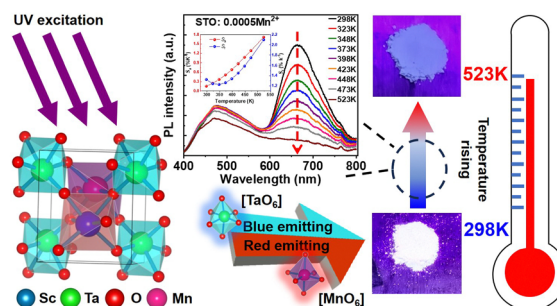 UV excitation
Sc Ta O Mn
STO: 0.0005Mn2+
298K
323K
348K
373K
398K
423K
448K
473K
523K
Temperature (K)
PL intensity (a.u.)
400 500 600 700 800
Wavelength (nm)
[TaO6]
Blue emitting
Red emitting
[MnO6]
523K
Temperature rising
298K